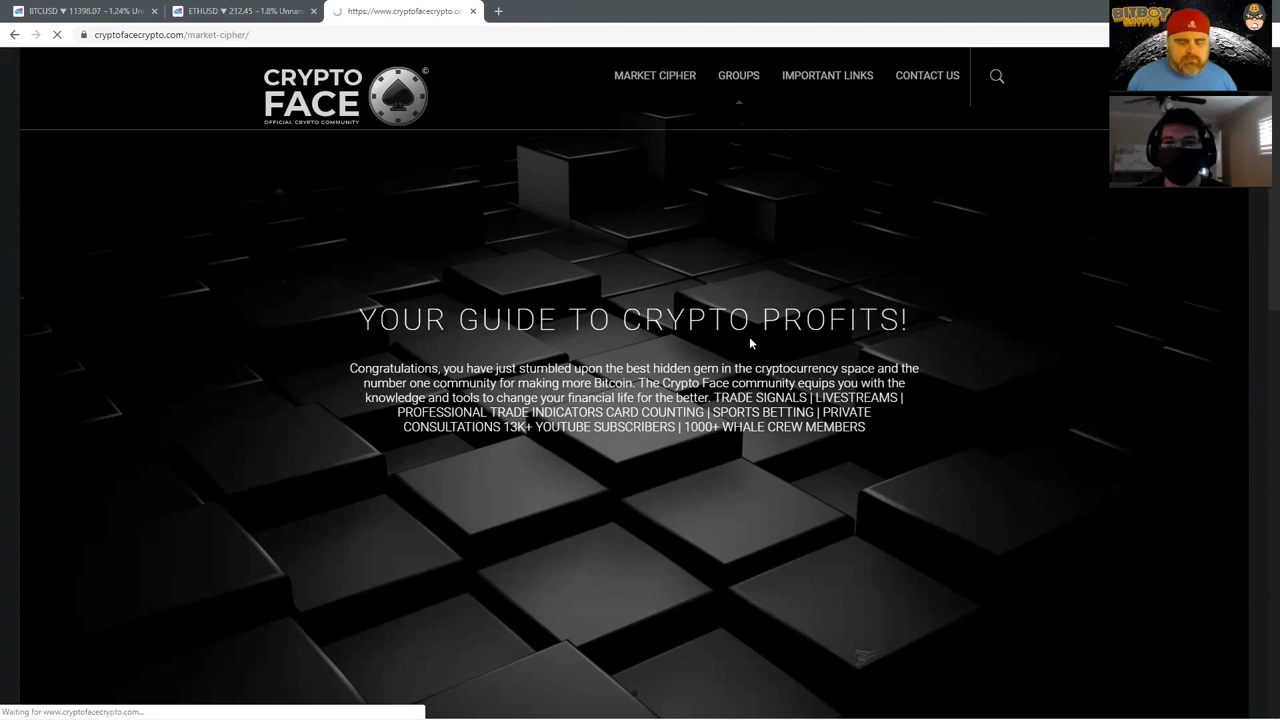 BTCUSD ▼ 11398.07 −1.24% Un
ETHUSD ▼ 212.45 −1.8% Unna
https://www.cryptofacecrypto.c
cryptofacecrypto.com/market-cipher/
BITBOY
CRYPTO
CRYPTO
FACE
OFFICIAL CRYPTO COMMUNITY
©
MARKET CIPHER
GROUPS
IMPORTANT LINKS
CONTACT US
YOUR GUIDE TO CRYPTO PROFITS!
Congratulations, you have just stumbled upon the best hidden gem in the cryptocurrency space and the
number one community for making more Bitcoin. The Crypto Face community equips you with the
knowledge and tools to change your financial life for the better. TRADE SIGNALS | LIVESTREAMS |
PROFESSIONAL TRADE INDICATORS CARD COUNTING | SPORTS BETTING | PRIVATE
CONSULTATIONS 13K+ YOUTUBE SUBSCRIBERS | 1000+ WHALE CREW MEMBERS
Waiting for www.cryptofacecrypto.com...